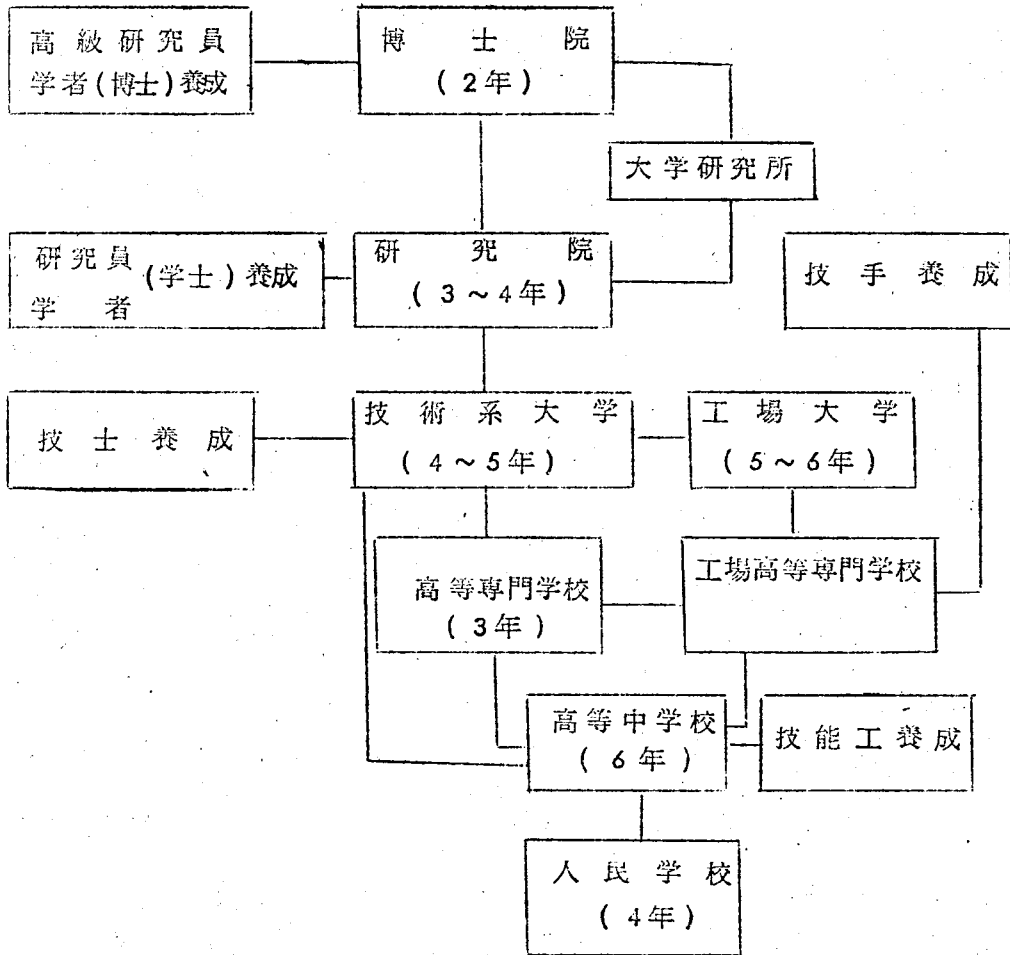 高級研究員
学者(博士)養成
博士院
(2年)
大学研究所
研究員
学者
(学士)養成
研究院
(3～4年)
技手養成
技士養成
技術系大学
(4～5年)
工場大学
(5～6年)
高等専門学校
(3年)
工場高等専門学校
高等中学校
(6年)
技能工養成
人民学校
(4年)